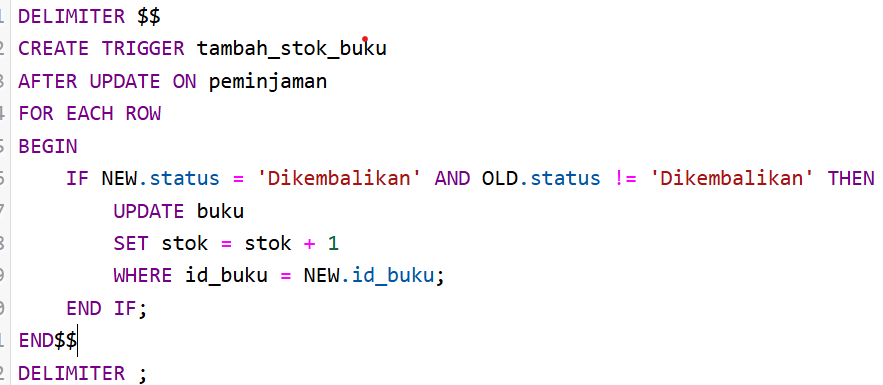 DELIMITER $$
CREATE TRIGGER tambah_stok_buku
AFTER UPDATE ON peminjaman
FOR EACH ROW
BEGIN
    IF NEW.status = 'Dikembalikan' AND OLD.status != 'Dikembalikan' THEN
        UPDATE buku
        SET stok = stok + 1
        WHERE id_buku = NEW.id_buku;
    END IF;
END$$
DELIMITER ;